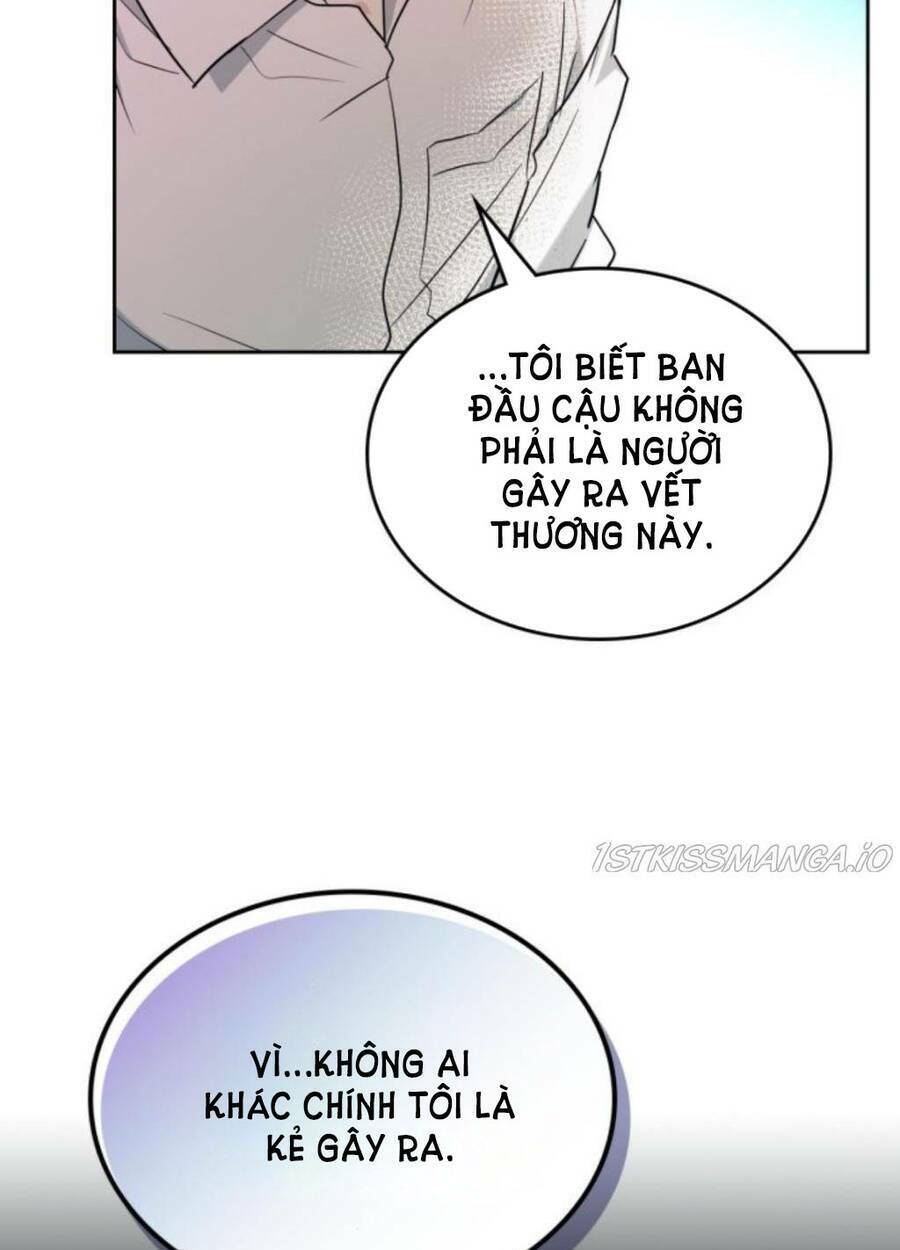 ...TÔI BIẾT BAN
ĐẦU CẬU KHÔNG
PHẢI LÀ NGƯỜI
GÂY RA VẾT
THƯƠNG NÀY.
1STKISSMANGA.iO
VÌ...KHÔNG AI
KHÁC CHÍNH TÔI LÀ
KẺ GÂY RA.